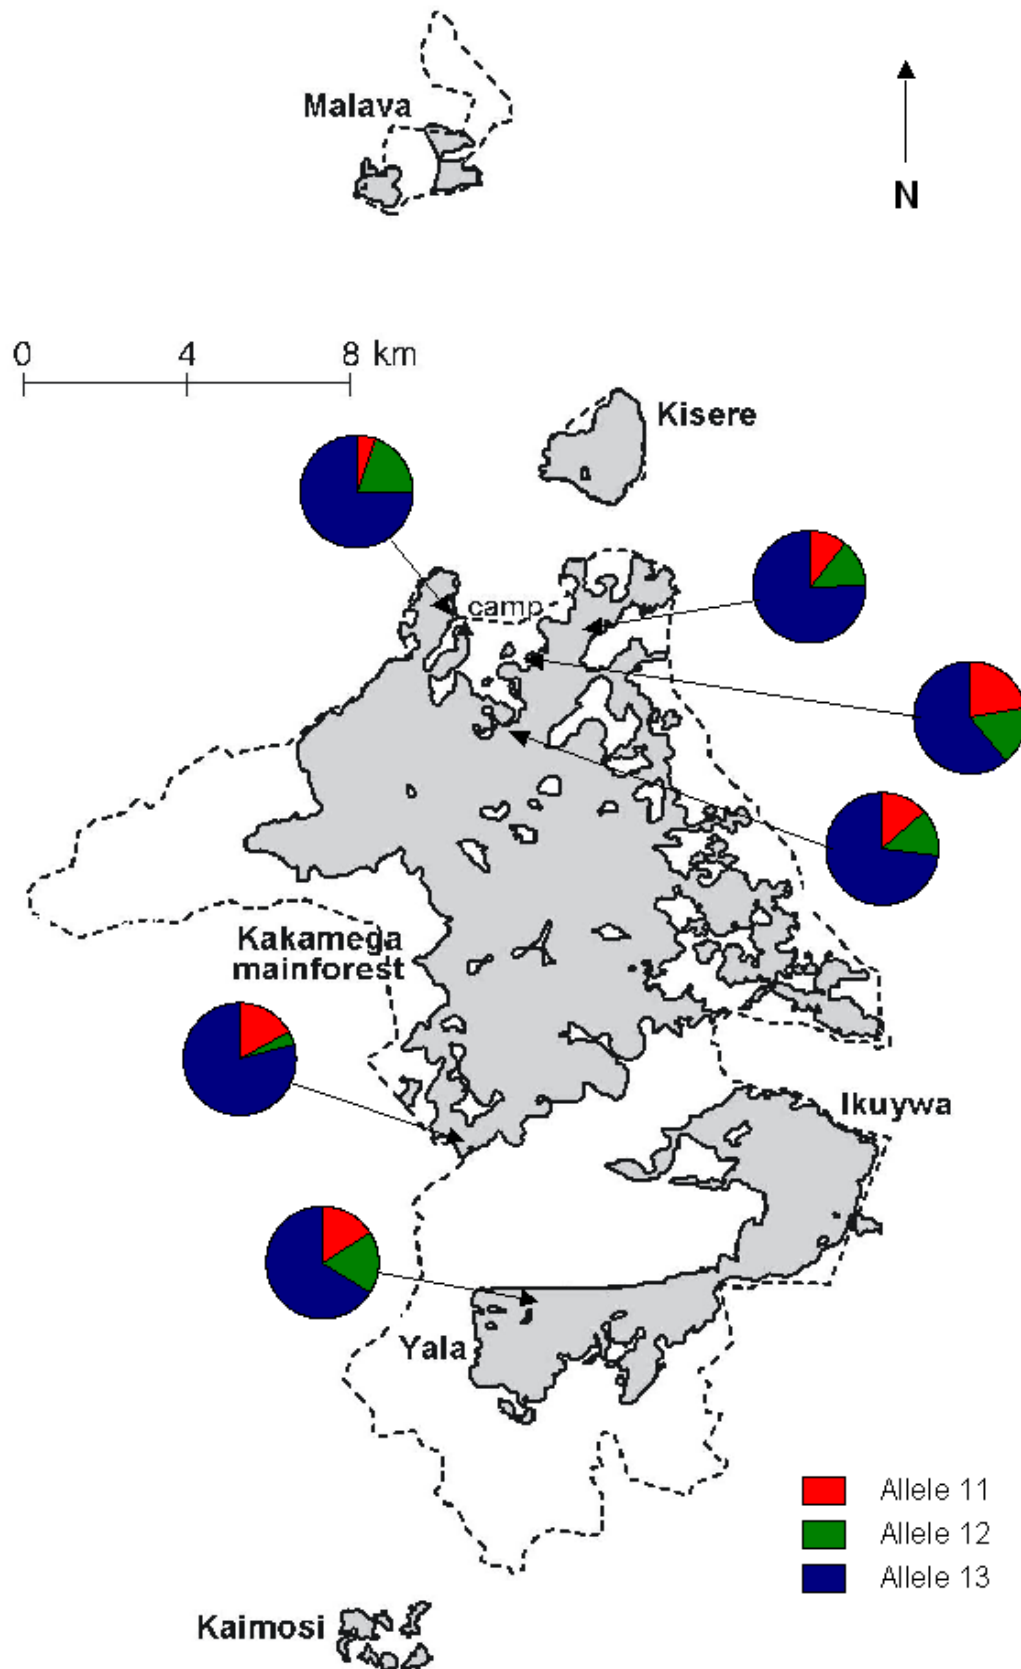 Malava
N
0 4 8 km
Kisere
camp
Kakamega
mainforest
Ikuywa
Yala
Allele 11
Allele 12
Allele 13
Kaimosi